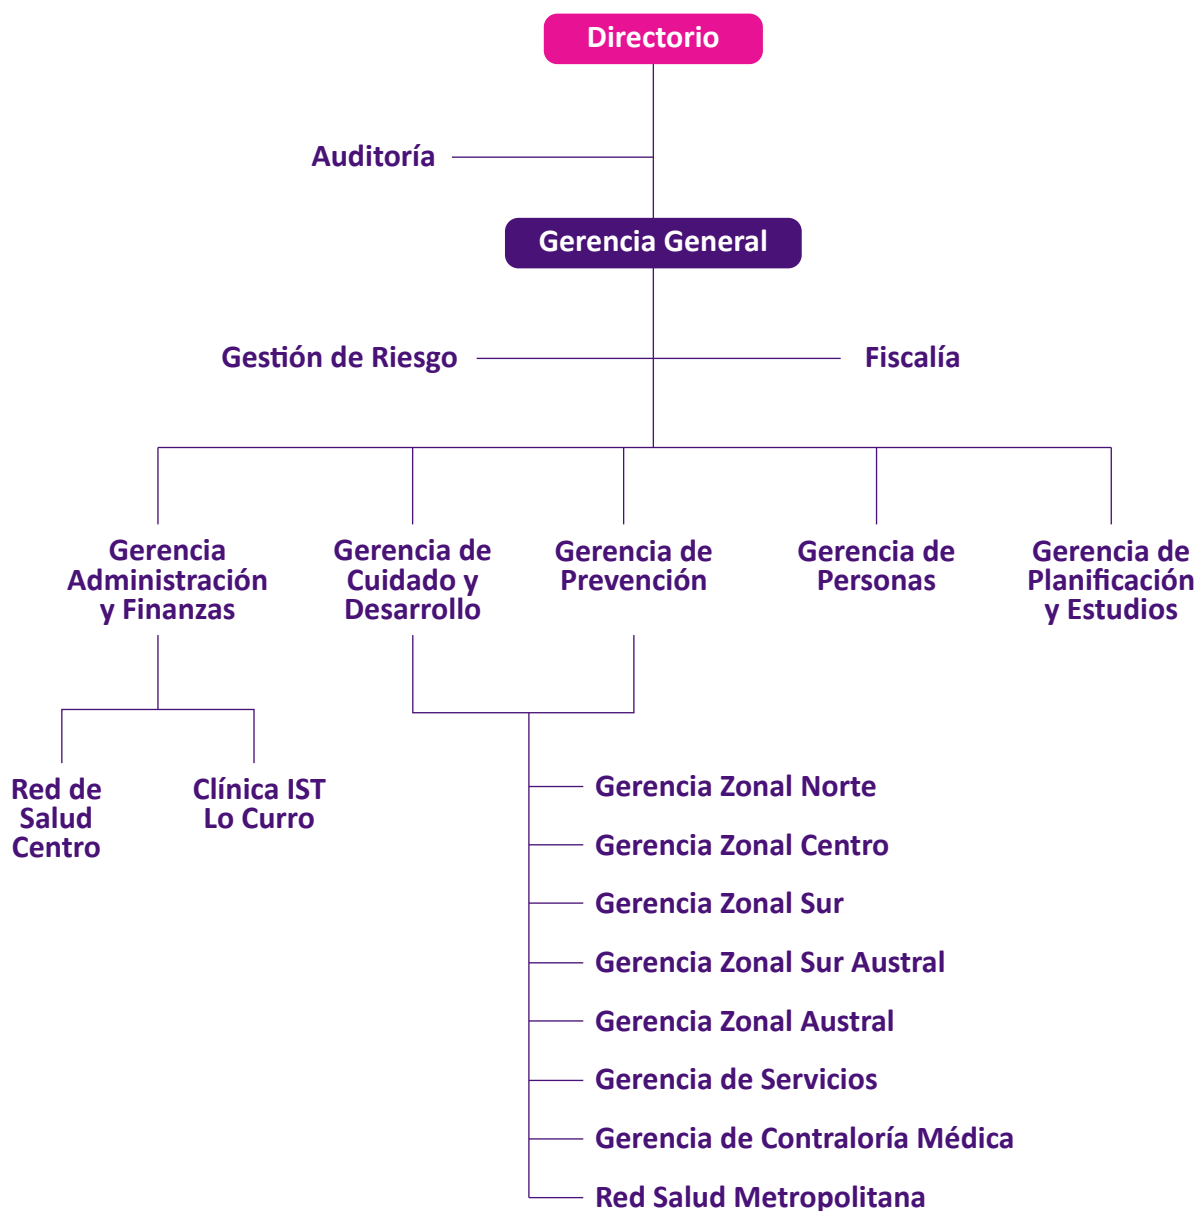 Directorio
Auditoría
Gerencia General
Gestión de Riesgo
Fiscalía
Gerencia
Administración
y Finanzas
Gerencia de
Cuidado y
Desarrollo
Gerencia de
Prevención
Gerencia de
Personas
Gerencia de
Planificación
y Estudios
Red de
Salud
Centro
Clínica IST
Lo Curro
Gerencia Zonal Norte
Gerencia Zonal Centro
Gerencia Zonal Sur
Gerencia Zonal Sur Austral
Gerencia Zonal Austral
Gerencia de Servicios
Gerencia de Contraloría Médica
Red Salud Metropolitana